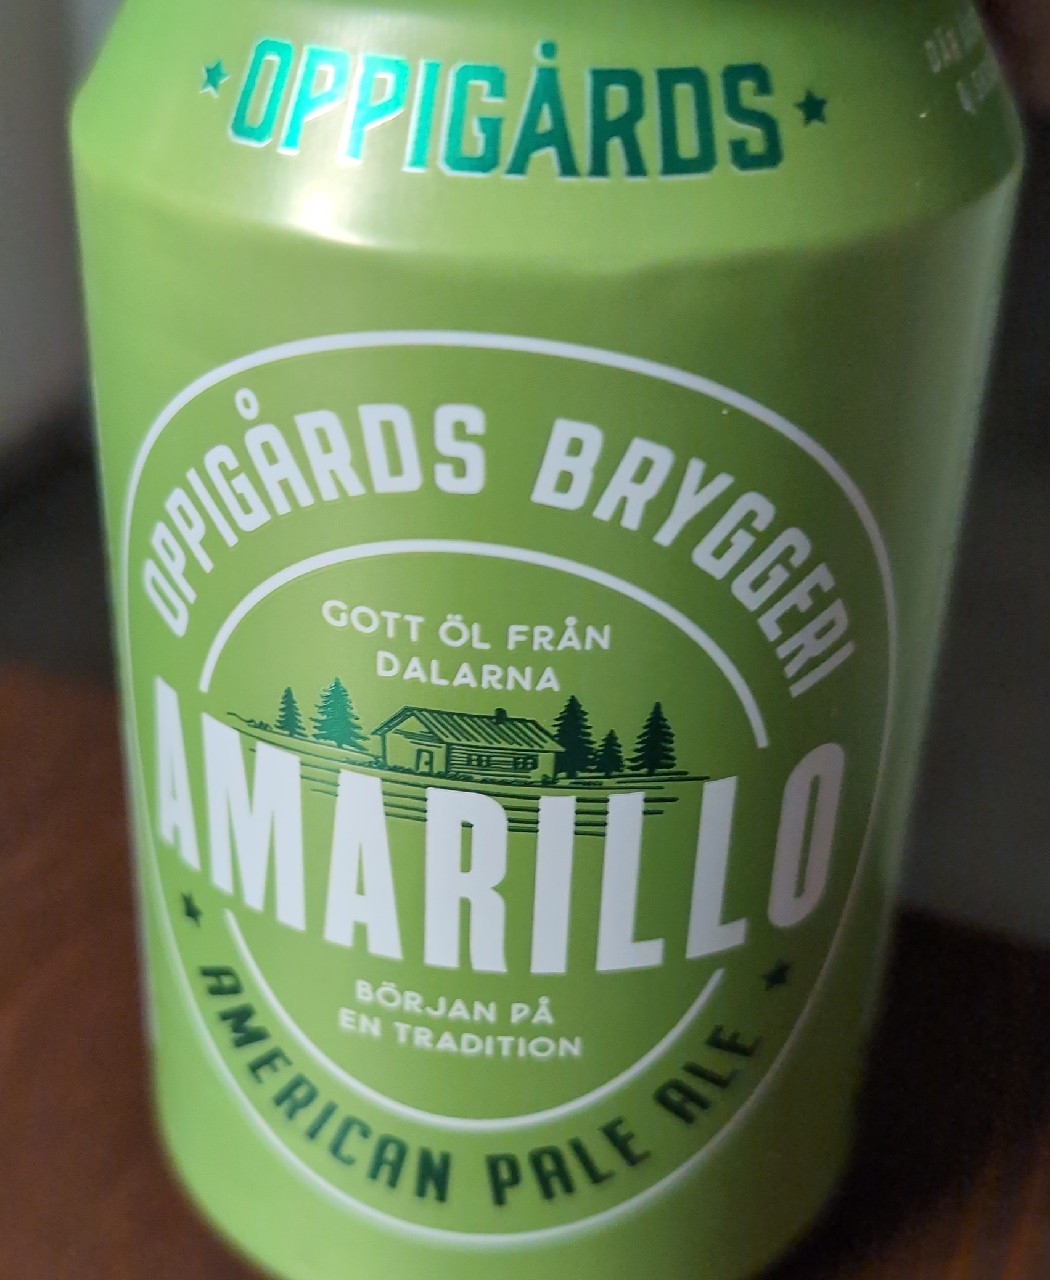 OPPIGÅRDS
OPPIGÅRDS BRYGGERI
GOTT ÖL FRÅN
DALARNA
AMARILLO
BÖRJAN PÅ
EN TRADITION
AMERICAN PALE ALE